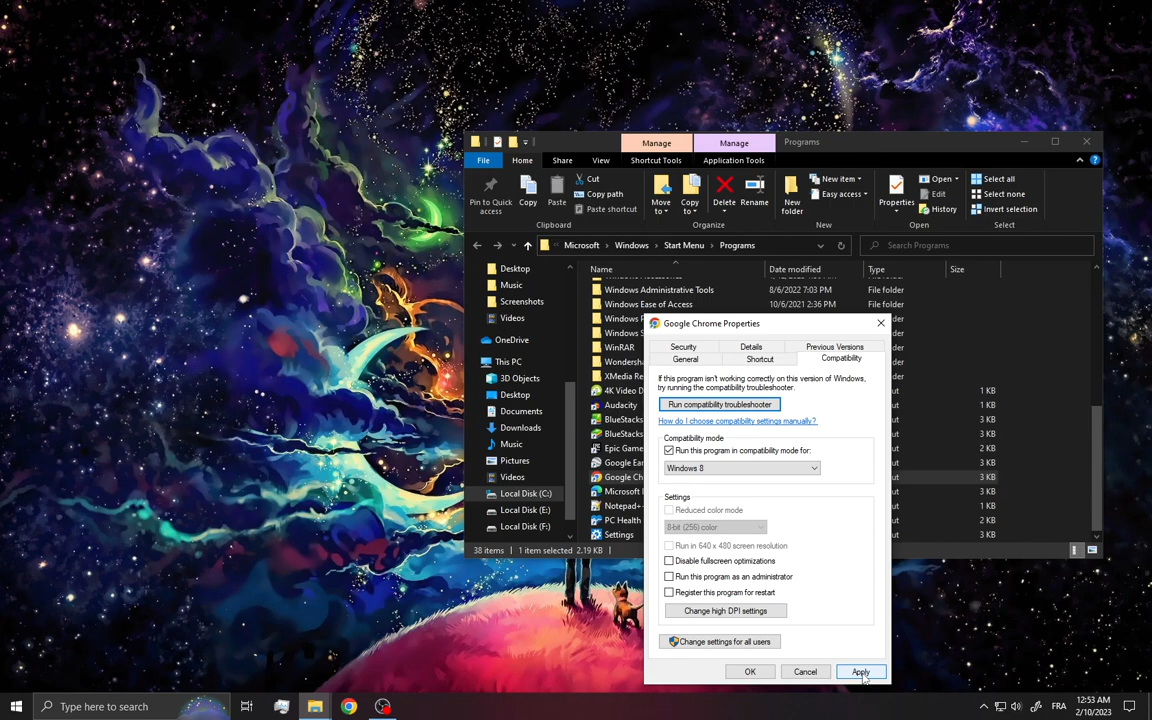 Manage
Manage
Programs
File
Home
Share
View
Shortcut Tools
Application Tools
Pin to Quick access
Copy
Paste
Cut
Copy path
Paste shortcut
Move to
Copy to
Delete
Rename
New folder
New item
Easy access
Properties
Open
Edit
History
Select all
Select none
Invert selection
Clipboard
Organize
New
Open
Select
Microsoft > Windows > Start Menu > Programs
Search Programs
Desktop
Music
Screenshots
Videos
OneDrive
This PC
3D Objects
Desktop
Documents
Downloads
Music
Pictures
Videos
Local Disk (C:)
Local Disk (E:)
Local Disk (F:)
Name
Date modified
Type
Size
Windows Administrative Tools
8/6/2022 7:03 PM
File folder
Windows Ease of Access
10/6/2021 2:36 PM
File folder
Windows
WinRAR
Wondersha
XMedia Re
4K Video D
1 KB
Audacity
1 KB
BlueStacks
3 KB
BlueStacks
3 KB
Epic Game
2 KB
Google Ear
3 KB
Google Ch
3 KB
Microsoft
3 KB
Notepad+
1 KB
PC Health
2 KB
Settings
3 KB
38 items
1 item selected 2.19 KB
Google Chrome Properties
Security
Details
Previous Versions
General
Shortcut
Compatibility
If this program isn't working correctly on this version of Windows,
try running the compatibility troubleshooter.
Run compatibility troubleshooter
How do I choose compatibility settings manually?
Compatibility mode
Run this program in compatibility mode for:
Windows 8
Settings
Reduced color mode
8-bit (256) color
Run in 640 x 480 screen resolution
Disable fullscreen optimizations
Run this program as an administrator
Register this program for restart
Change high DPI settings
Change settings for all users
OK
Cancel
Apply
Type here to search
FRA
12:53 AM
2/10/2023